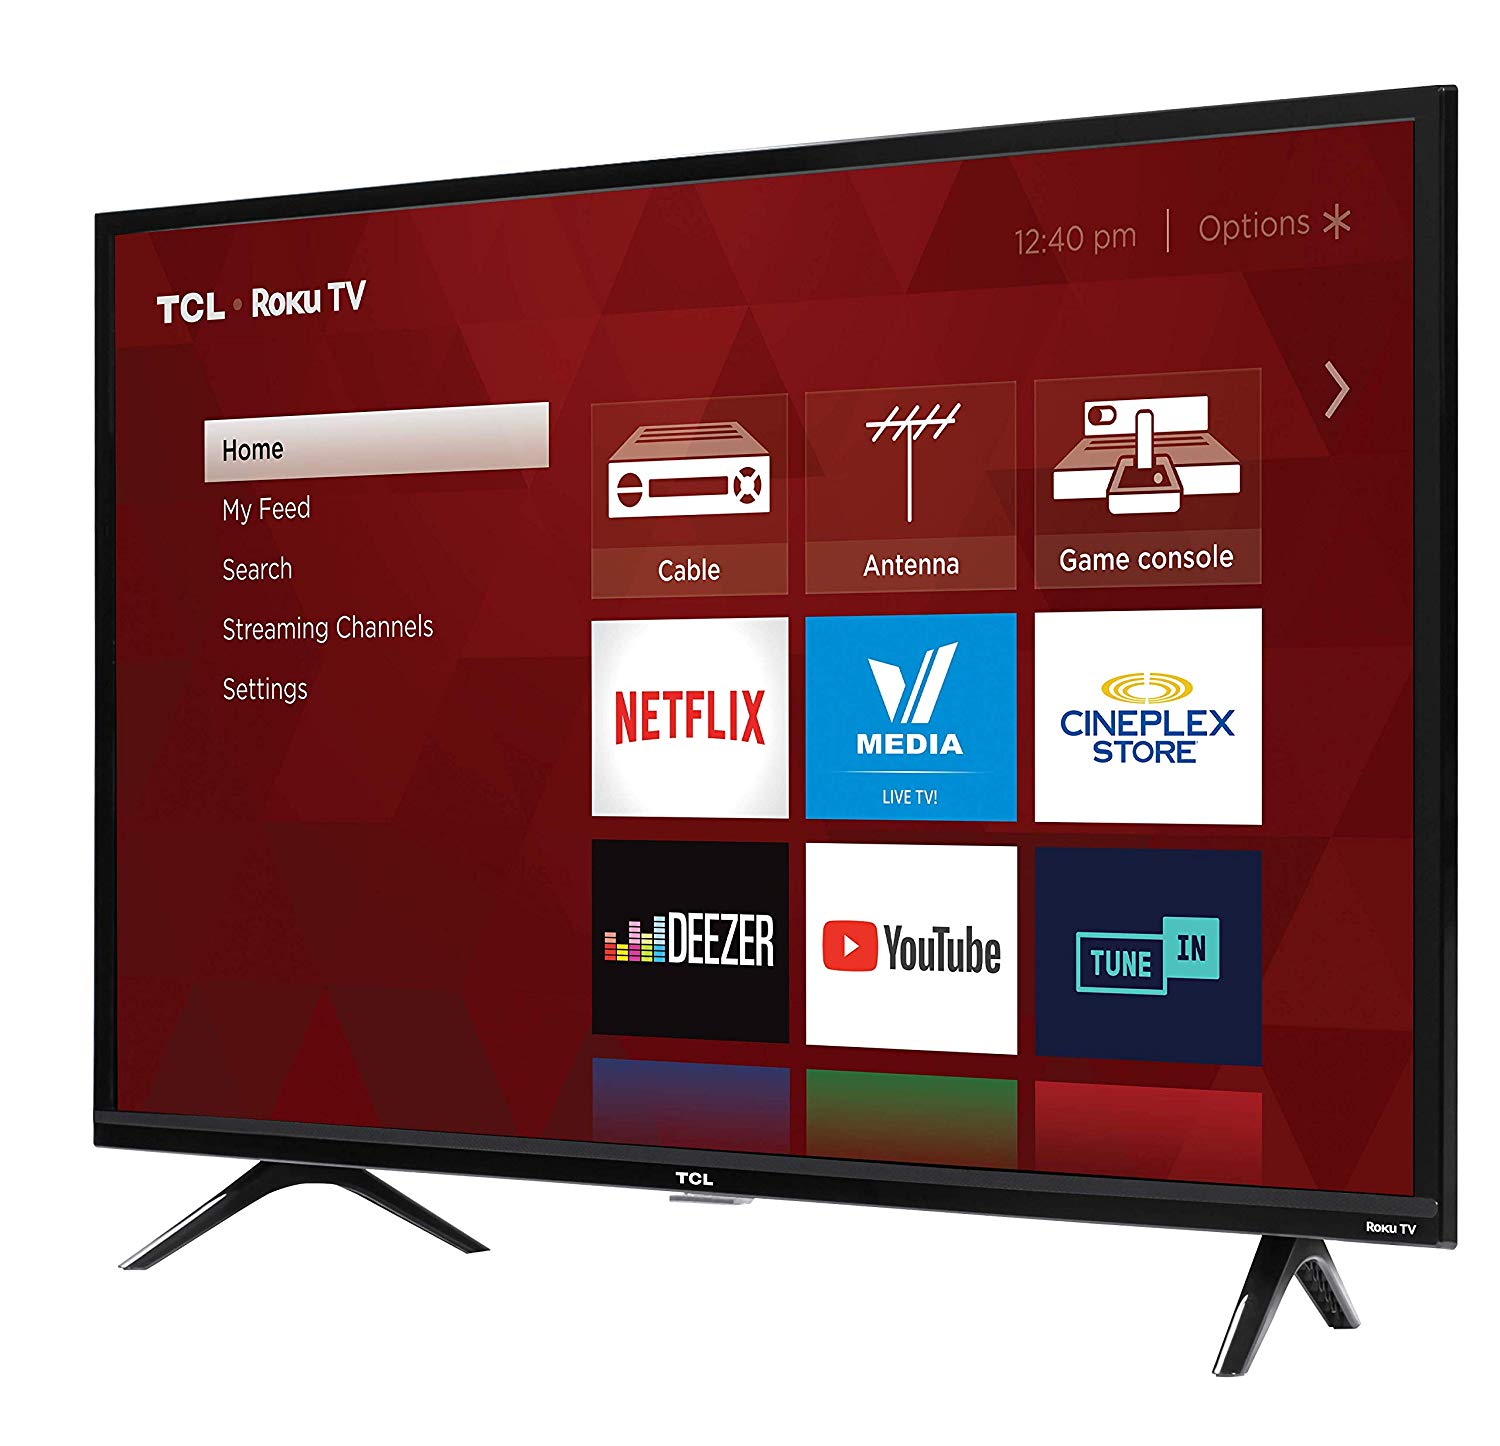 12:40 pm | Options *
TCL • Roku TV
Home
My Feed
Search
Streaming Channels
Settings
Cable
Antenna
Game console
NETFLIX
V
MEDIA
LIVE TV!
CINEPLEX
STORE
DEEZER
YouTube
TUNE IN
TCL
Roku TV